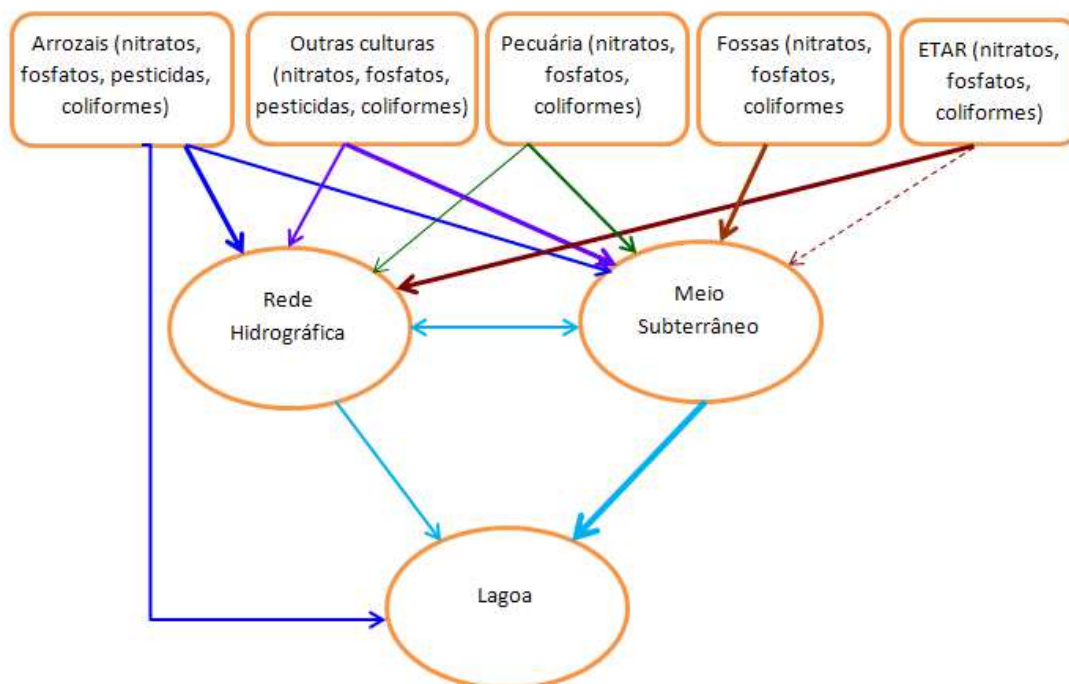 Arrozais (nitratos,
fosfatos, pesticidas,
coliformes)
Outras culturas
(nitratos, fosfatos,
pesticidas, coliformes)
Pecuária (nitratos,
fosfatos,
coliformes)
Fossas (nitratos,
fosfatos,
coliformes
ETAR (nitratos,
fosfatos,
coliformes)
Rede
Hidrográfica
Meio
Subterrâneo
Lagoa